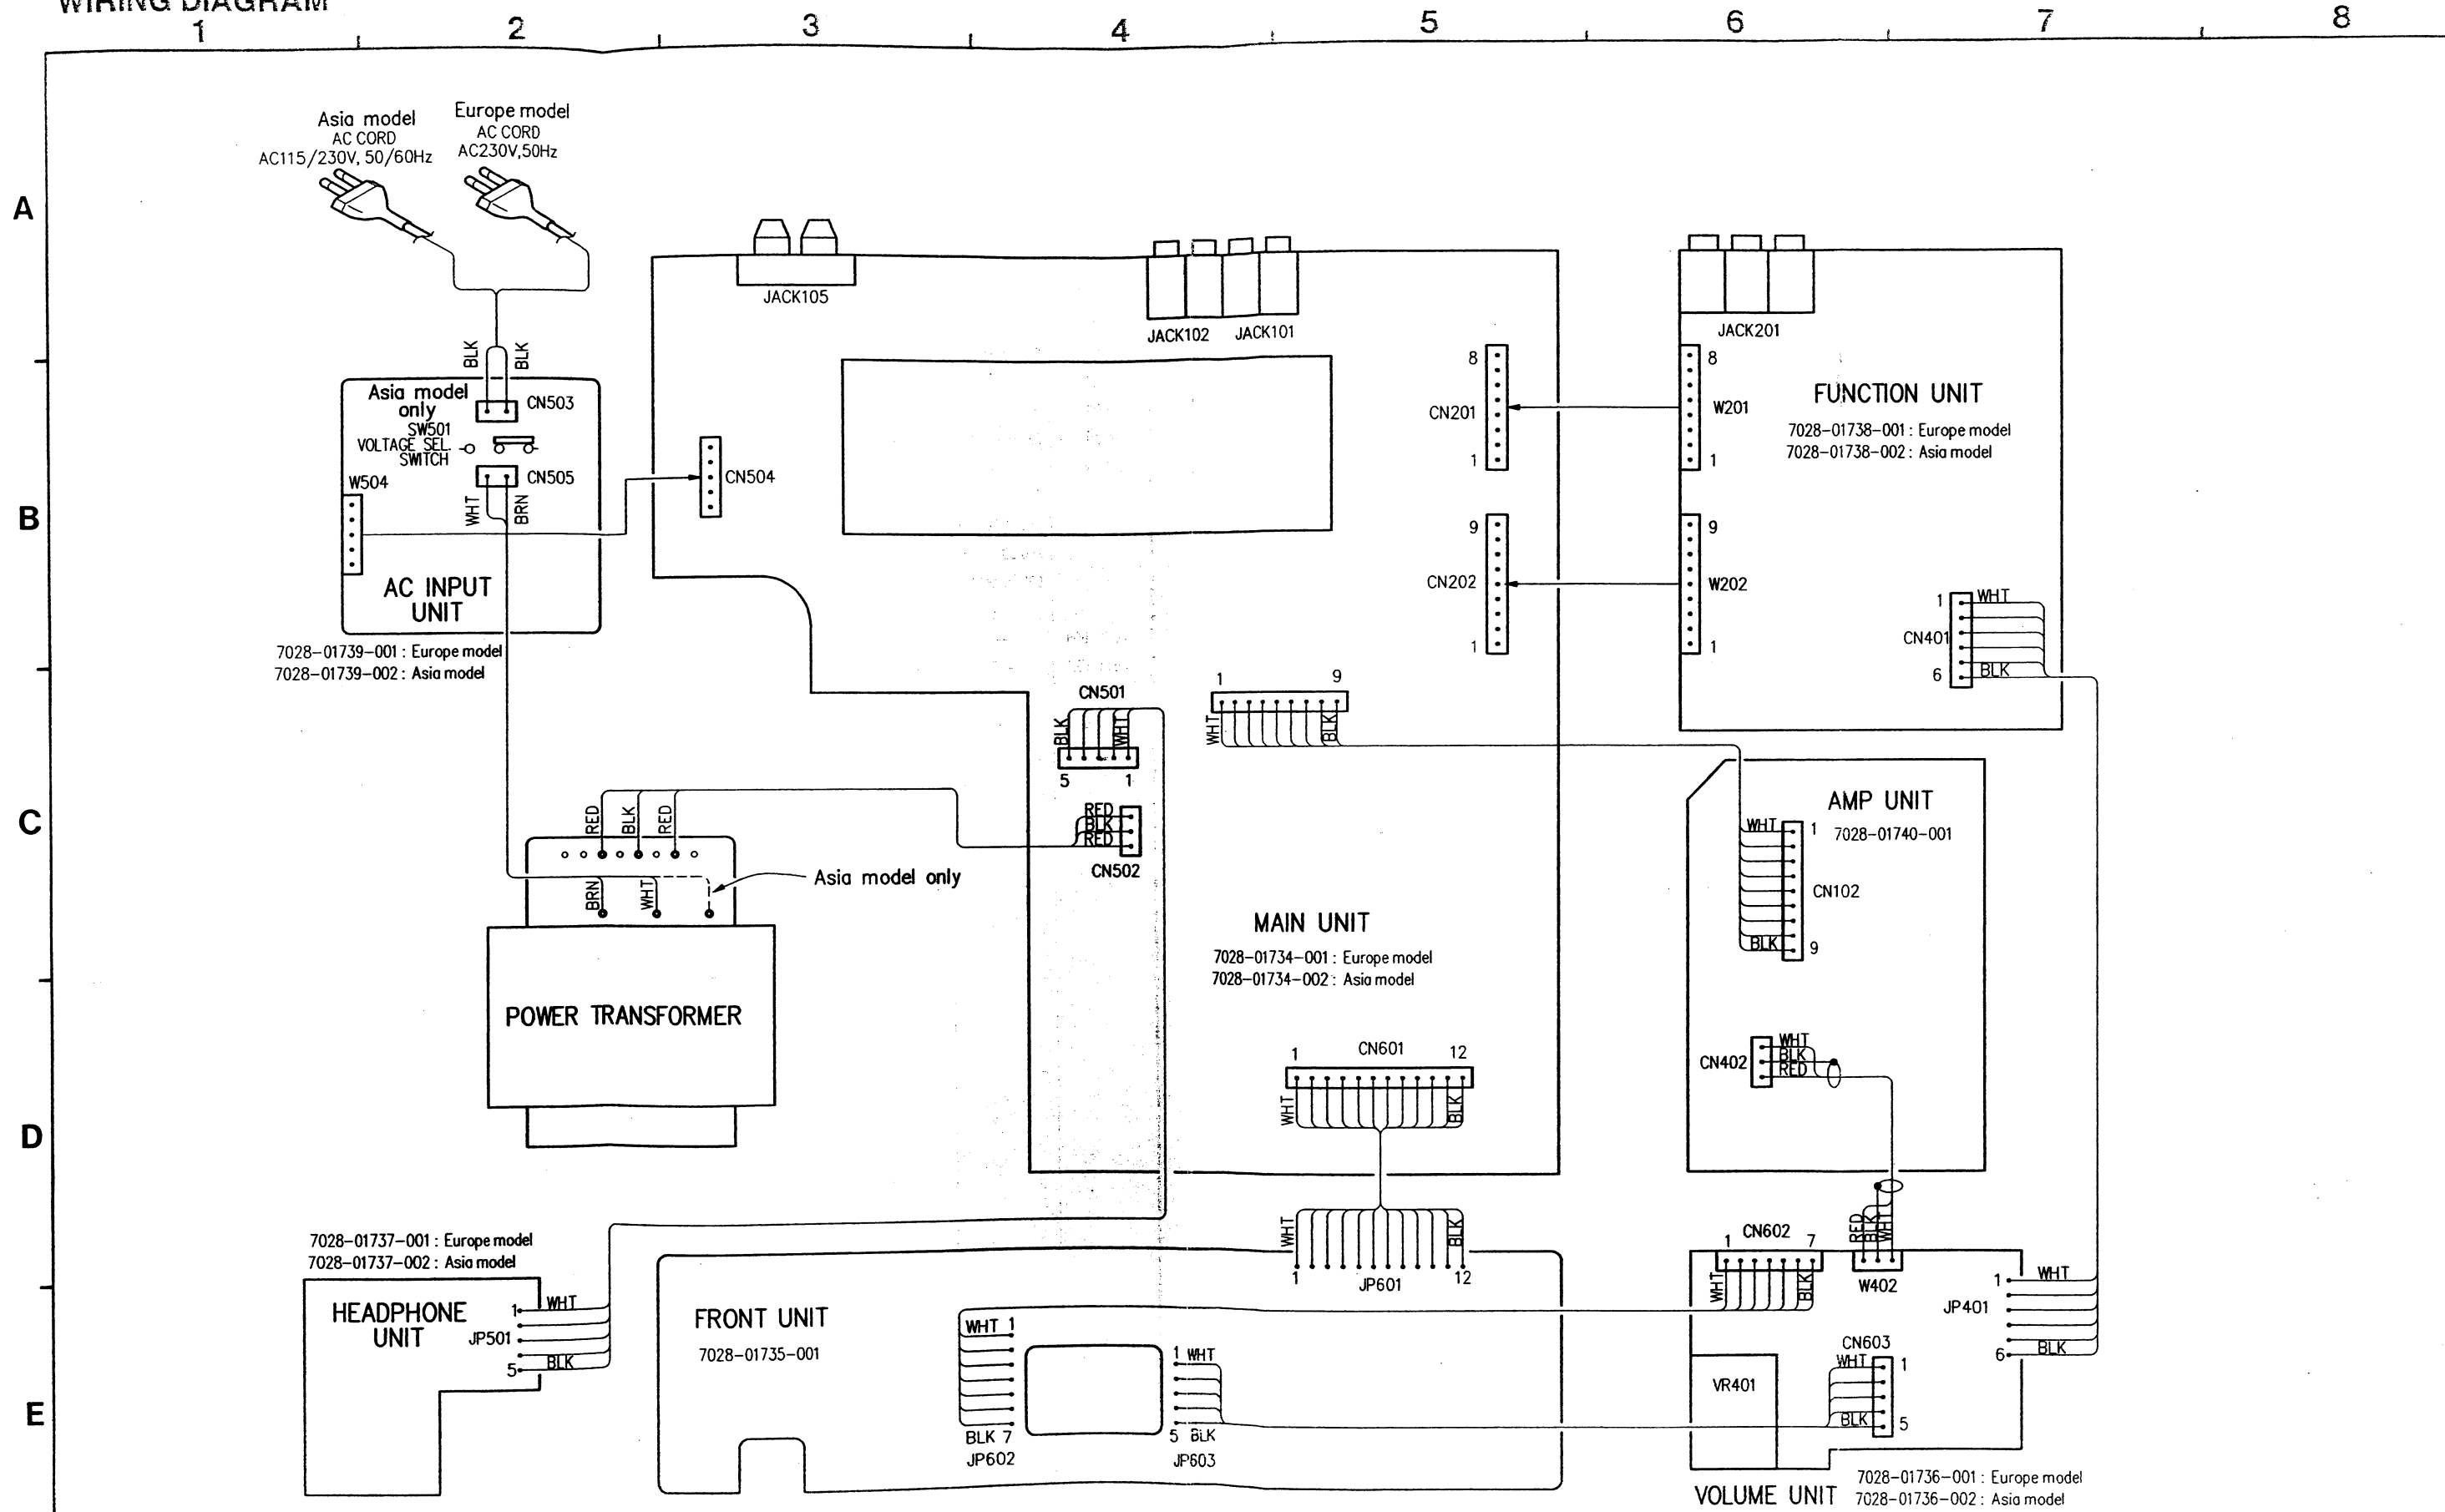 WIRING DIAGRAM
1 2 3 4 5 6 7 8
A
B
C
D
E
Asia model
AC CORD
AC115/230V, 50/60Hz
Europe model
AC CORD
AC230V,50Hz
BLK
BLK
Asia model
only
CN503
SW501
VOLTAGE SEL.
SWITCH
CN505
W504
WHT
BRN
AC INPUT
UNIT
7028-01739-001 : Europe model
7028-01739-002 : Asia model
JACK105
JACK102
JACK101
CN504
8
CN201
1
9
CN202
1
JACK201
8
W201
1
FUNCTION UNIT
7028-01738-001 : Europe model
7028-01738-002 : Asia model
9
W202
1
1 WHT
CN401
6 BLK
CN501
BLK
WHT
5 1
1 9
WHT
BLK
RED
BLK
RED
CN502
RED
BLK
RED
BRN
WHT
Asia model only
POWER TRANSFORMER
MAIN UNIT
7028-01734-001 : Europe model
7028-01734-002 : Asia model
1 CN601 12
WHT
BLK
AMP UNIT
7028-01740-001
WHT 1
CN102
BLK 9
CN402
WHT
BLK
RED
WHT
BLK
1 12
JP601
7028-01737-001 : Europe model
7028-01737-002 : Asia model
HEADPHONE
UNIT
1 WHT
JP501
5 BLK
FRONT UNIT
7028-01735-001
WHT 1
BLK 7
JP602
1 WHT
5 BLK
JP603
CN602
1 7
WHT
BLK
RED
BLK
WHT
W402
1 WHT
JP401
6 BLK
CN603
WHT 1
BLK 5
VR401
VOLUME UNIT
7028-01736-001 : Europe model
7028-01736-002 : Asia model